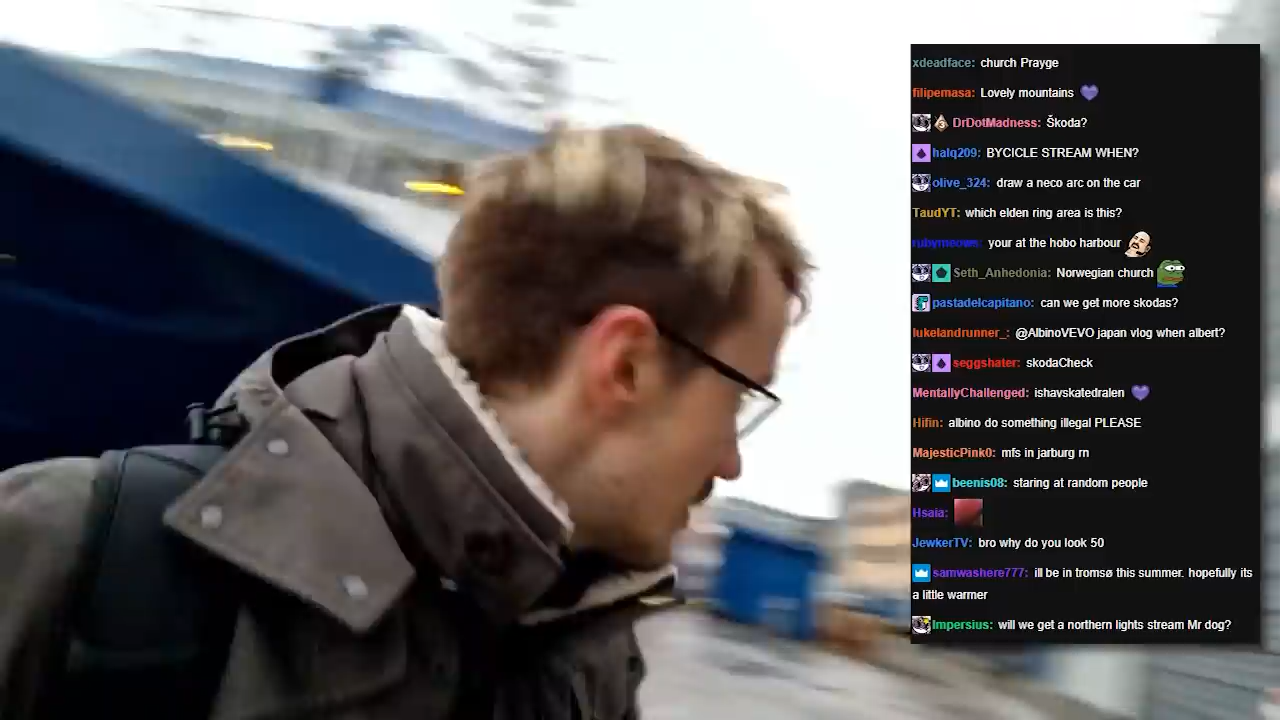 xdeadface: church Prayge
filipemasa: Lovely mountains
DrDotMadness: Škoda?
halq209: BYCICLE STREAM WHEN?
olive_324: draw a neco arc on the car
TaudYT: which elden ring area is this?
rubymeows: your at the hobo harbour
Seth_Anhedonia: Norwegian church
pastadelcapitano: can we get more skodas?
lukelandrunner_: @AlbinoVEVO japan vlog when albert?
seggshater: skodaCheck
MentallyChallenged: ishavskatedralen
Hifin: albino do something illegal PLEASE
MajesticPink0: mfs in jarburg rn
beenis08: staring at random people
Hsaia:
JewkerTV: bro why do you look 50
samwashere777: ill be in tromsø this summer. hopefully its
a little warmer
Impersius: will we get a northern lights stream Mr dog?